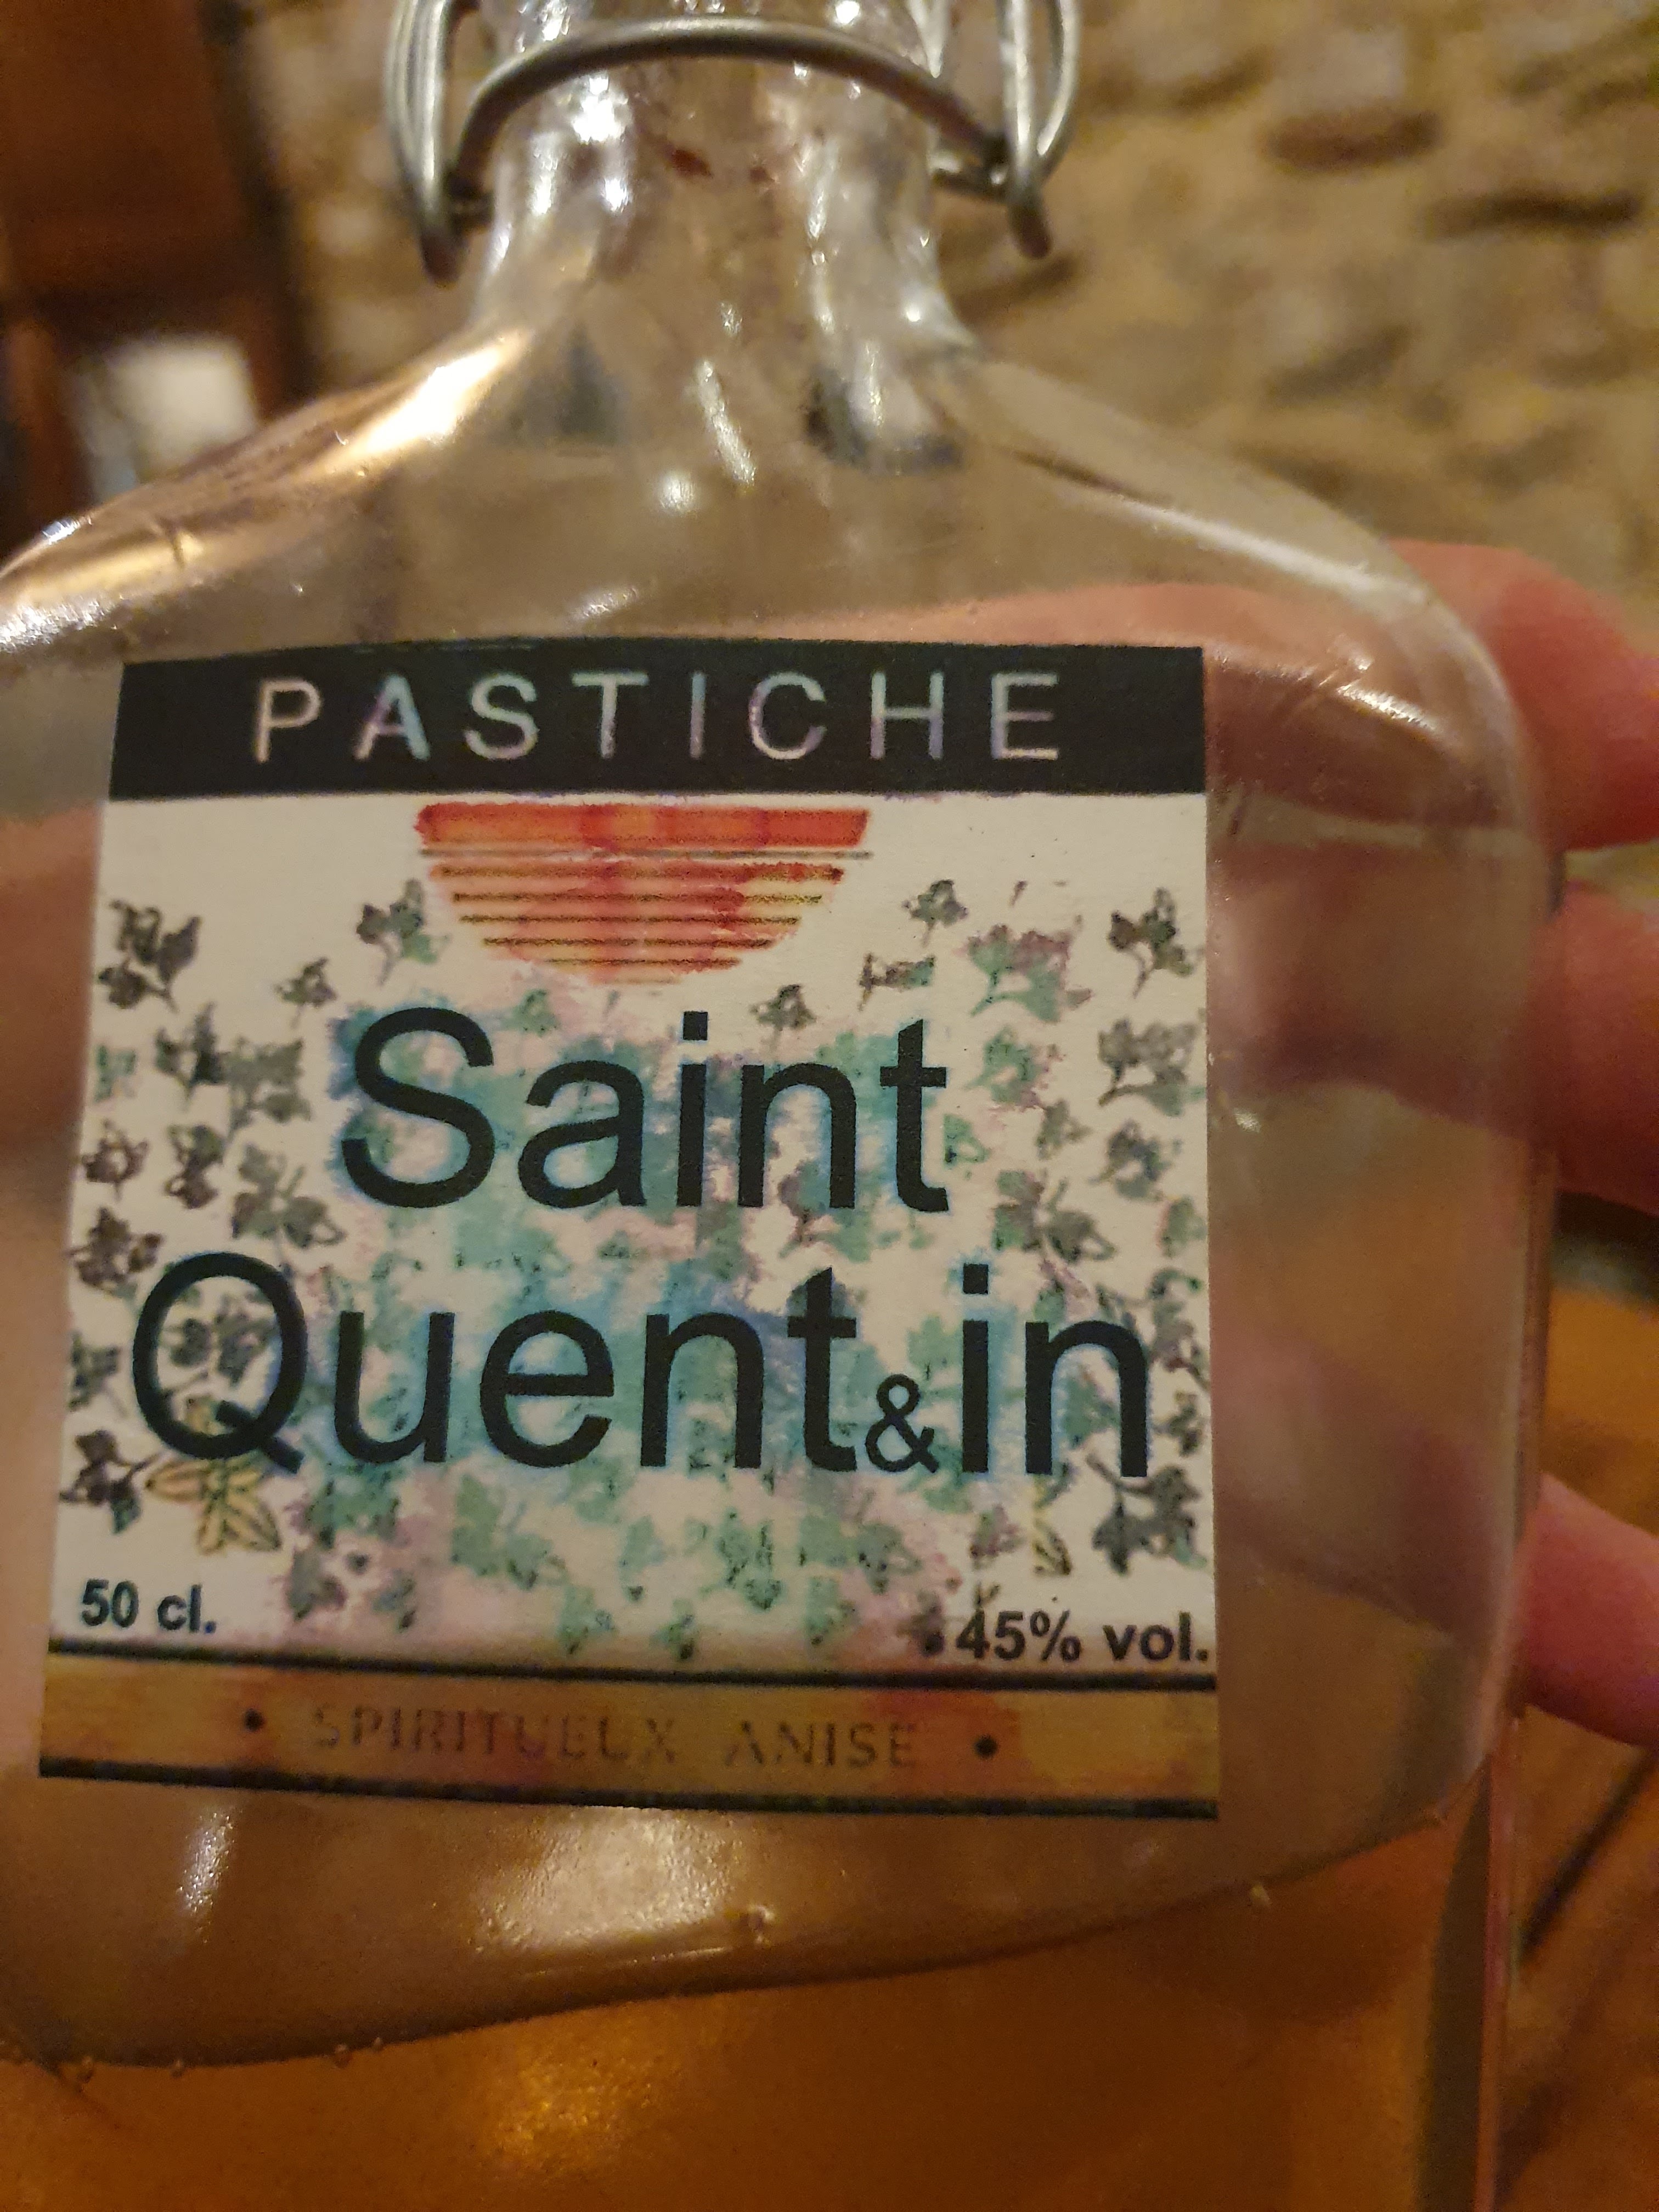 PASTICHE
Saint
Quent&in
50 cl.
45% vol.
• SPIRITUEUX ANISE •